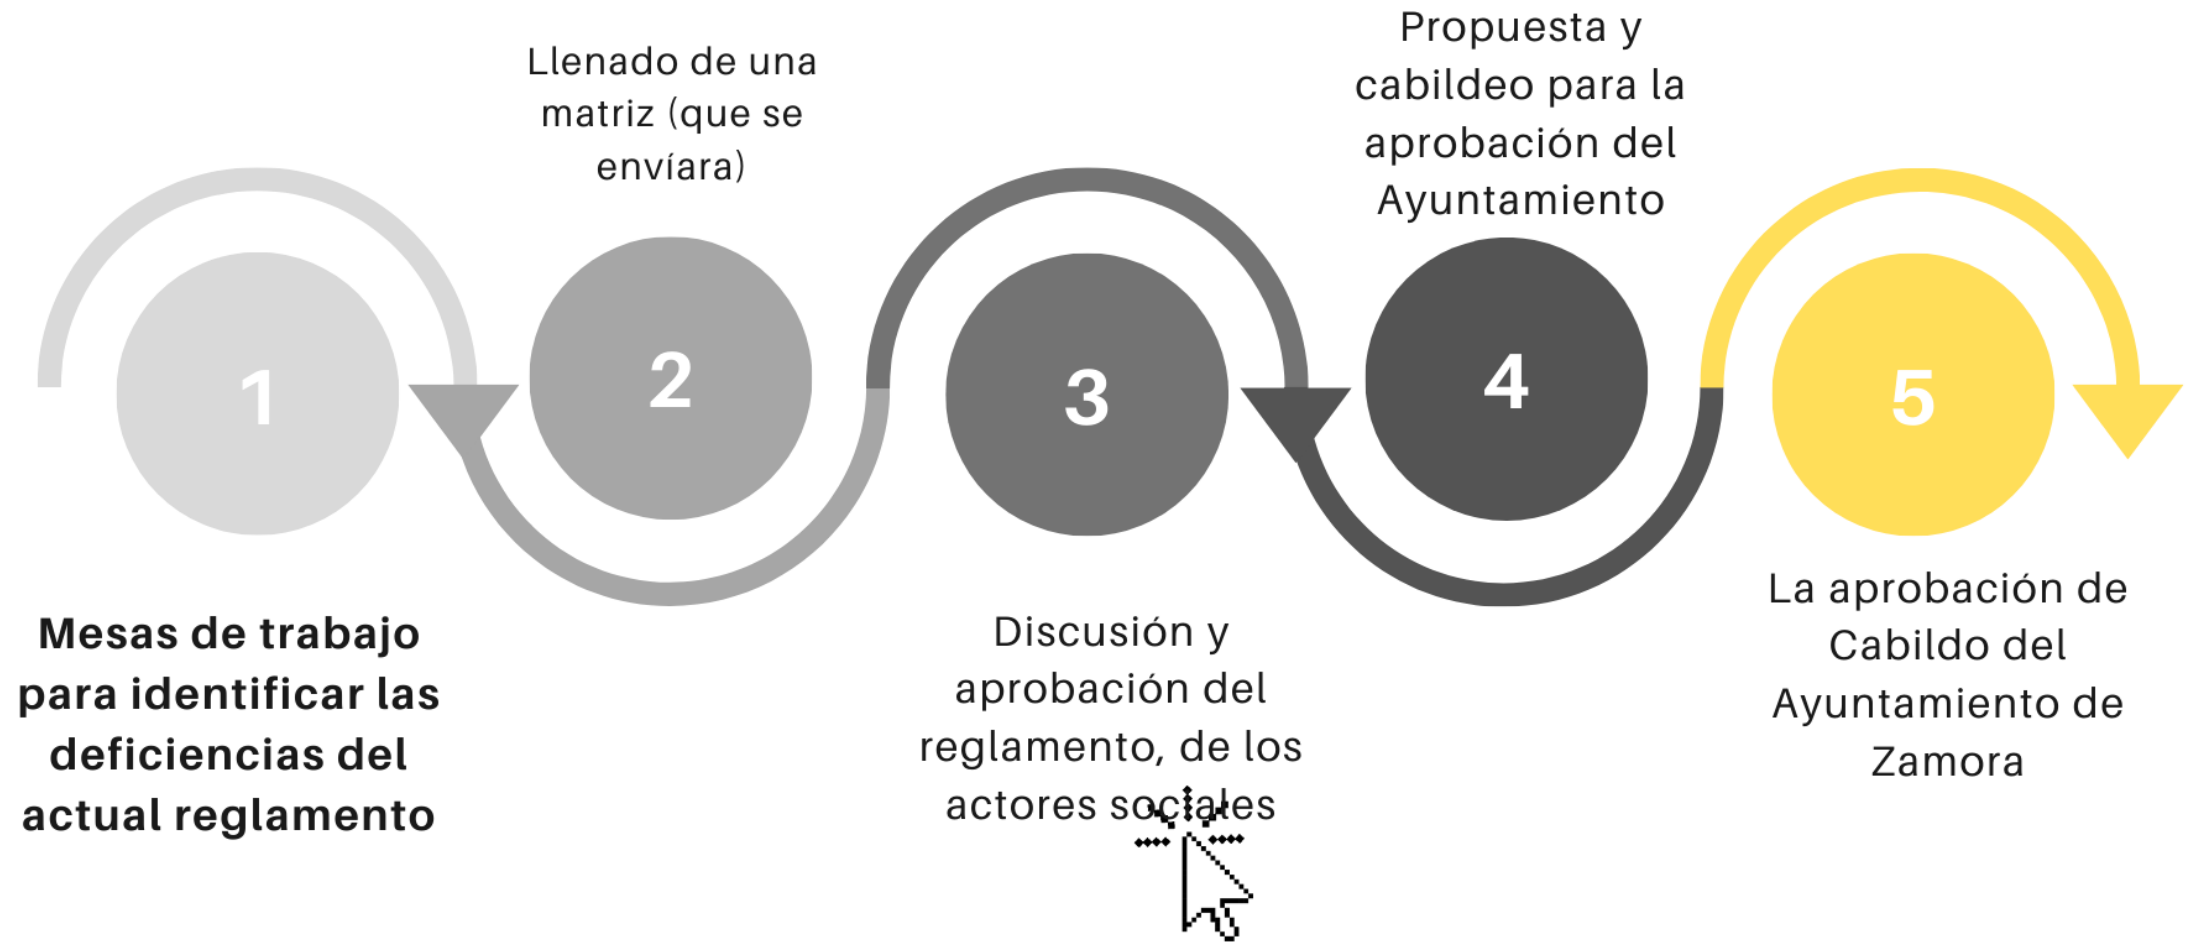 1
Mesas de trabajo
para identificar las
deficiencias del
actual reglamento
Llenado de una
matriz (que se
envíara)
2
3
Discusión y
aprobación del
reglamento, de los
actores sociales
Propuesta y
cabildeo para la
aprobación del
Ayuntamiento
4
5
La aprobación de
Cabildo del
Ayuntamiento de
Zamora